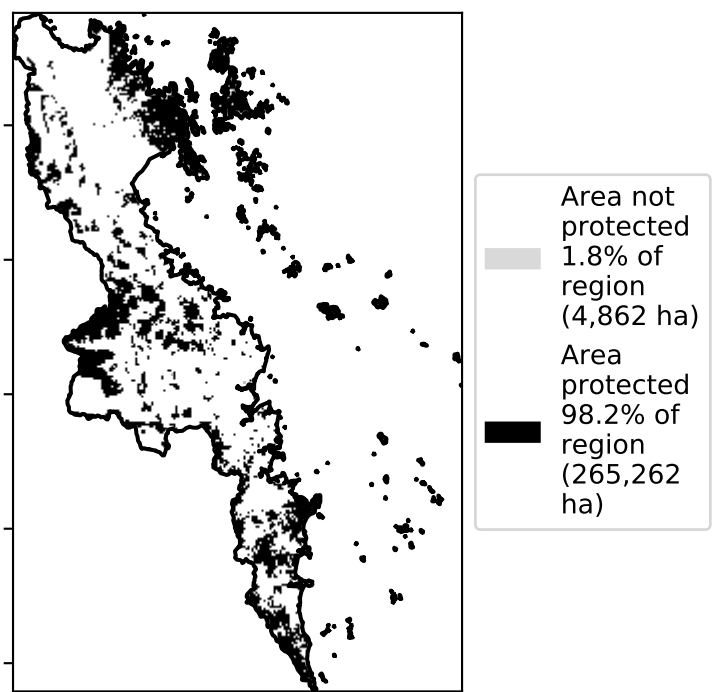 Area not
protected
1.8% of
region
(4,862 ha)
Area
protected
98.2% of
region
(265,262
ha)